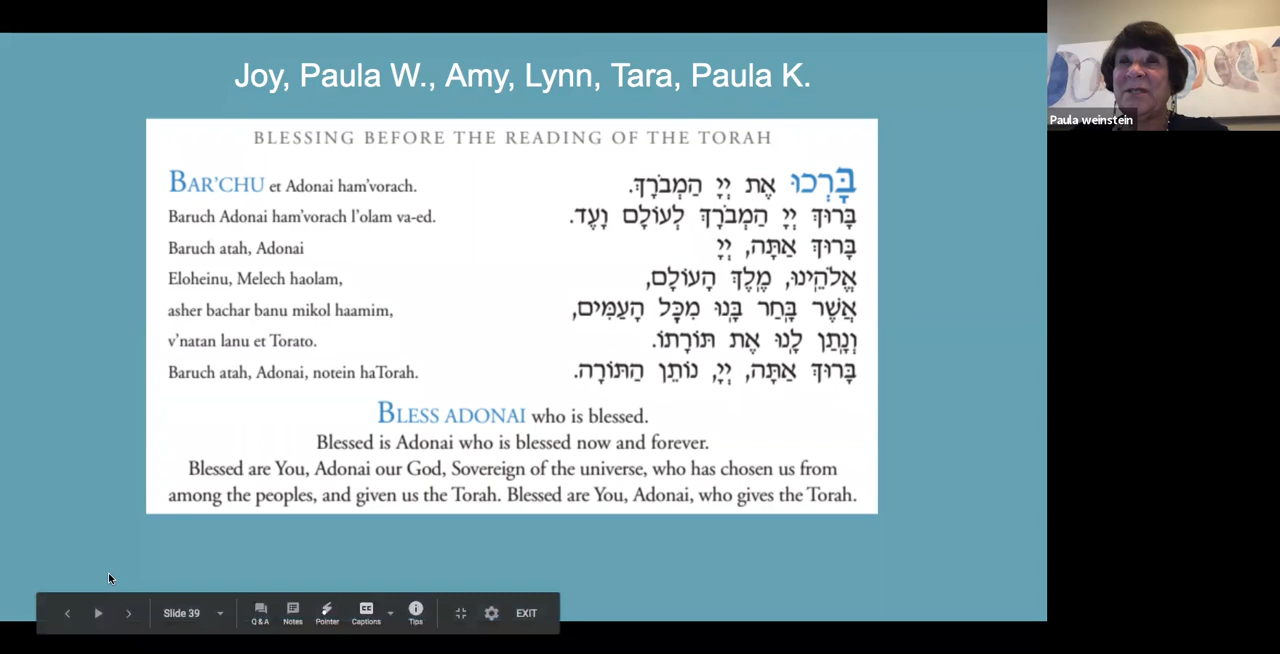 Joy, Paula W., Amy, Lynn, Tara, Paula K.
Paula weinstein
BLESSING BEFORE THE READING OF THE TORAH
BAR'CHU et Adonai ham'vorach.
Baruch Adonai ham'vorach l'olam va-ed.
Baruch atah, Adonai
Eloheinu, Melech haolam,
asher bachar banu mikol haamim,
v'natan lanu et Torato.
Baruch atah, Adonai, notein haTorah.
בָּרְכוּ אֶת יְיָ הַמְבֹרָךְ.
בָּרוּךְ יְיָ הַמְבֹרָךְ לְעוֹלָם וָעֶד.
בָּרוּךְ אַתָּה, יְיָ
אֱלֹהֵֽינוּ, מֶֽלֶךְ הָעוֹלָם,
אֲשֶׁר בָּֽחַר בָּֽנוּ מִכׇּל הָעַמִּים,
וְנָֽתַן לָֽנוּ אֶת תּוֹרָתוֹ.
בָּרוּךְ אַתָּה, יְיָ, נוֹתֵן הַתּוֹרָה.
BLESS ADONAI who is blessed.
Blessed is Adonai who is blessed now and forever.
Blessed are You, Adonai our God, Sovereign of the universe, who has chosen us from
among the peoples, and given us the Torah. Blessed are You, Adonai, who gives the Torah.
Slide 39
Q & A
Notes
Pointer
CC
Captions
Tips
EXIT